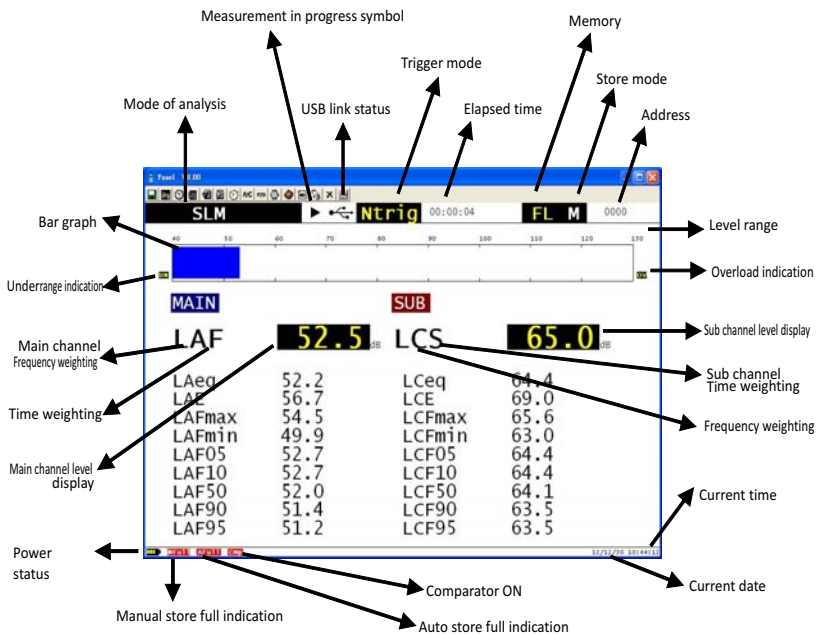 Measurement in progress symbol
Memory
Trigger mode
Store mode
Mode of analysis
USB link status
Elapsed time
Address
SLM
Ntrig
00:00:04
FL M
0000
Bar graph
Level range
40 50 60 70 80 90 100 110 120 130
Underrange indication
Overload indication
MAIN
SUB
Main channel
Frequency weighting
LAF
52.5
dB
LCS
65.0
dB
Sub channel level display
Sub channel
Time weighting
Time weighting
Frequency weighting
Main channel level
display
LAeq 52.2 LCeq 64.4
LAE 56.7 LCE 69.0
LAFmax 54.5 LCFmax 65.6
LAFmin 49.9 LCFmin 63.0
LAF05 52.7 LCF05 64.4
LAF10 52.7 LCF10 64.4
LAF50 52.0 LCF50 64.1
LAF90 51.4 LCF90 63.5
LAF95 51.2 LCF95 63.5
Current time
Power
status
Comparator ON
Current date
Manual store full indication
Auto store full indication